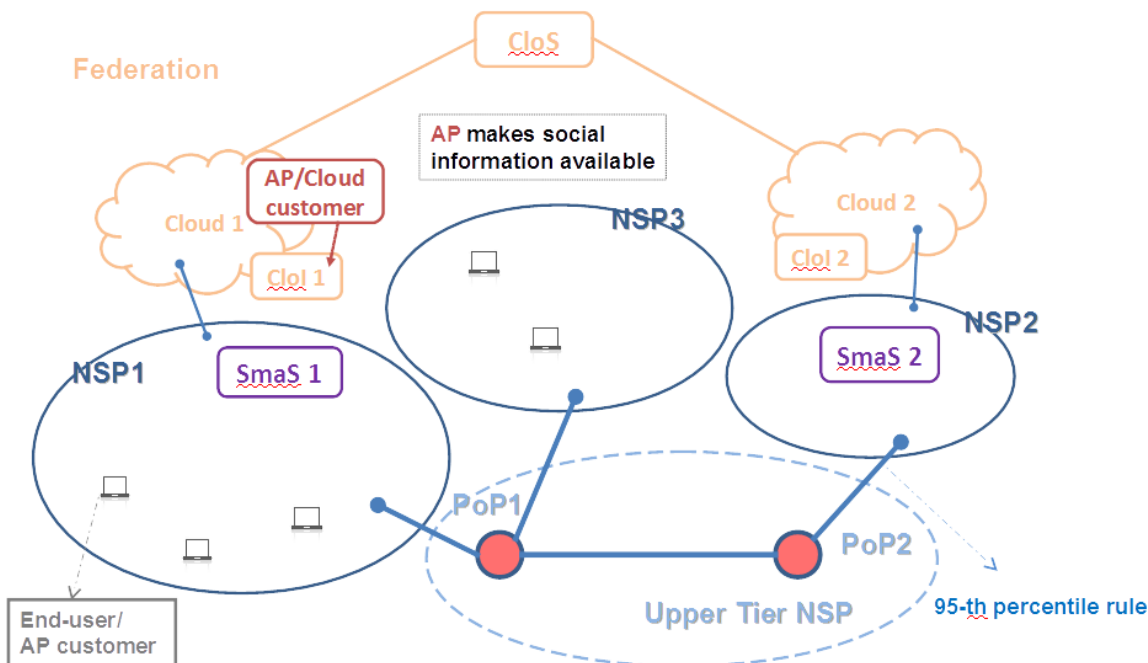 CloS
Federation
AP makes social
information available
AP/Cloud
customer
Cloud 1
Cloud 2
NSP3
CloI 1
CloI 2
NSP2
NSP1
SmaS 1
SmaS 2
PoP1
PoP2
Upper Tier NSP
95-th percentile rule
End-user/
AP customer